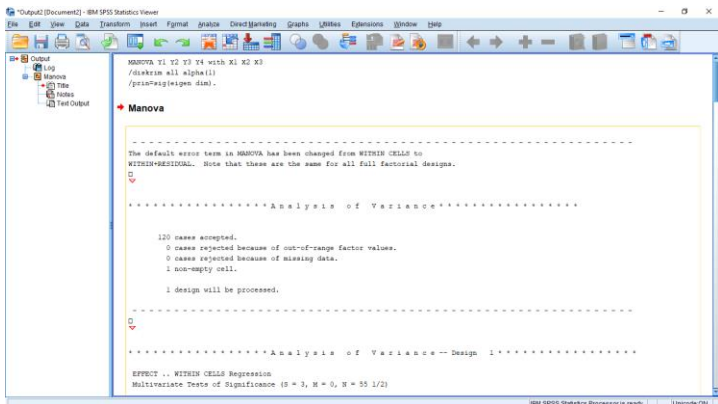 *Output2 [Document2] - IBM SPSS Statistics Viewer
File Edit View Data Transform Insert Format Analyze Direct Marketing Graphs Utilities Extensions Window Help
Output
Log
Manova
Title
Notes
Text Output
MANOVA Y1 Y2 Y3 Y4 with X1 X2 X3
/diskrim all alpha(1)
/prin=sig(eigen dim).
Manova
The default error term in MANOVA has been changed from WITHIN CELLS to
WITHIN+RESIDUAL. Note that these are the same for all full factorial designs.
* * * * * * * * * * * * * * * * * A n a l y s i s   o f   V a r i a n c e * * * * * * * * * * * * * * * * *
120 cases accepted.
0 cases rejected because of out-of-range factor values.
0 cases rejected because of missing data.
1 non-empty cell.
1 design will be processed.
* * * * * * * * * * * * * * * * * A n a l y s i s   o f   V a r i a n c e -- Design 1 * * * * * * * * * * * * * * * * *
EFFECT .. WITHIN CELLS Regression
Multivariate Tests of Significance (S = 3, M = 0, N = 55 1/2)
IBM SPSS Statistics Processor is ready Unicode:ON